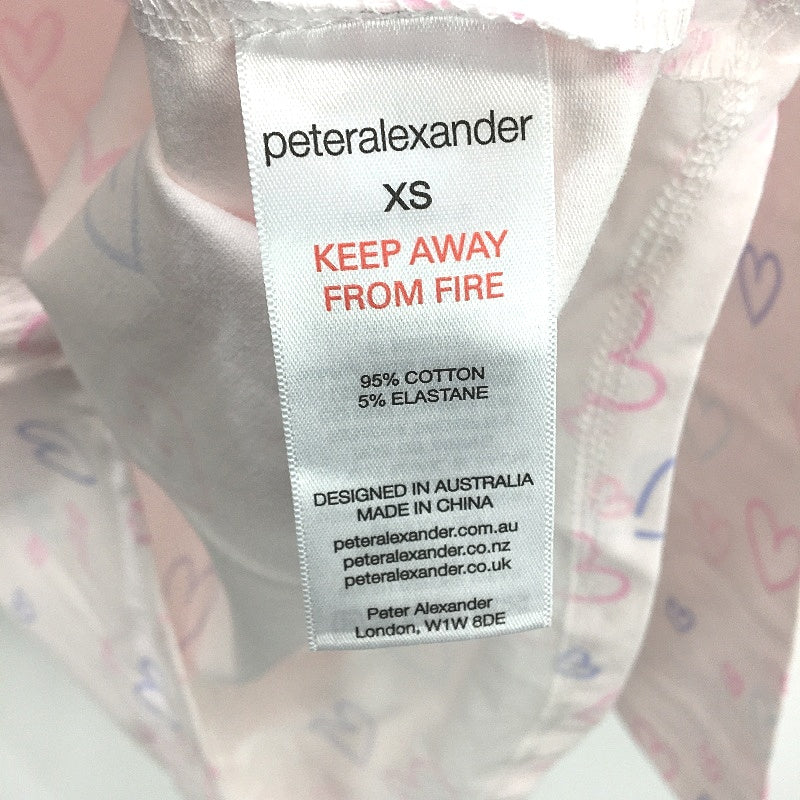 peteralexander
XS
KEEP AWAY
FROM FIRE
95% COTTON
5% ELASTANE
DESIGNED IN AUSTRALIA
MADE IN CHINA
peteralexander.com.au
peteralexander.co.nz
peteralexander.co.uk
Peter Alexander
London, W1W 8DE